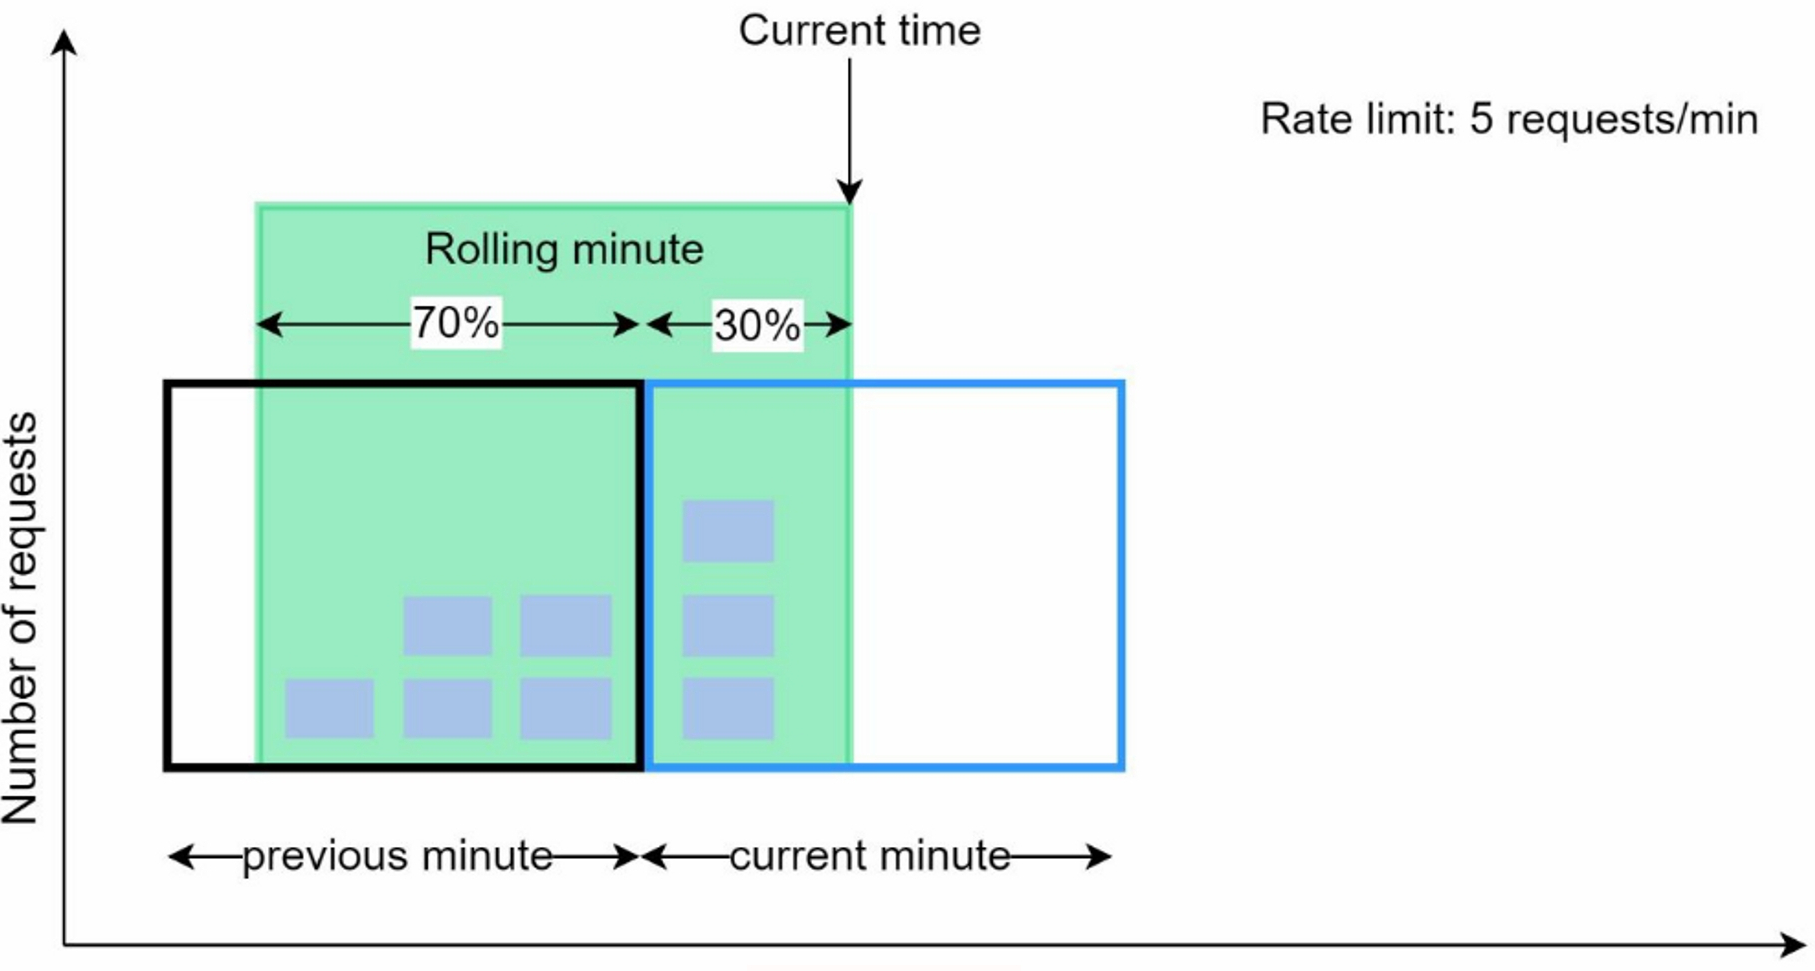 Current time
Rate limit: 5 requests/min
Rolling minute
70%
30%
Number of requests
previous minute
current minute